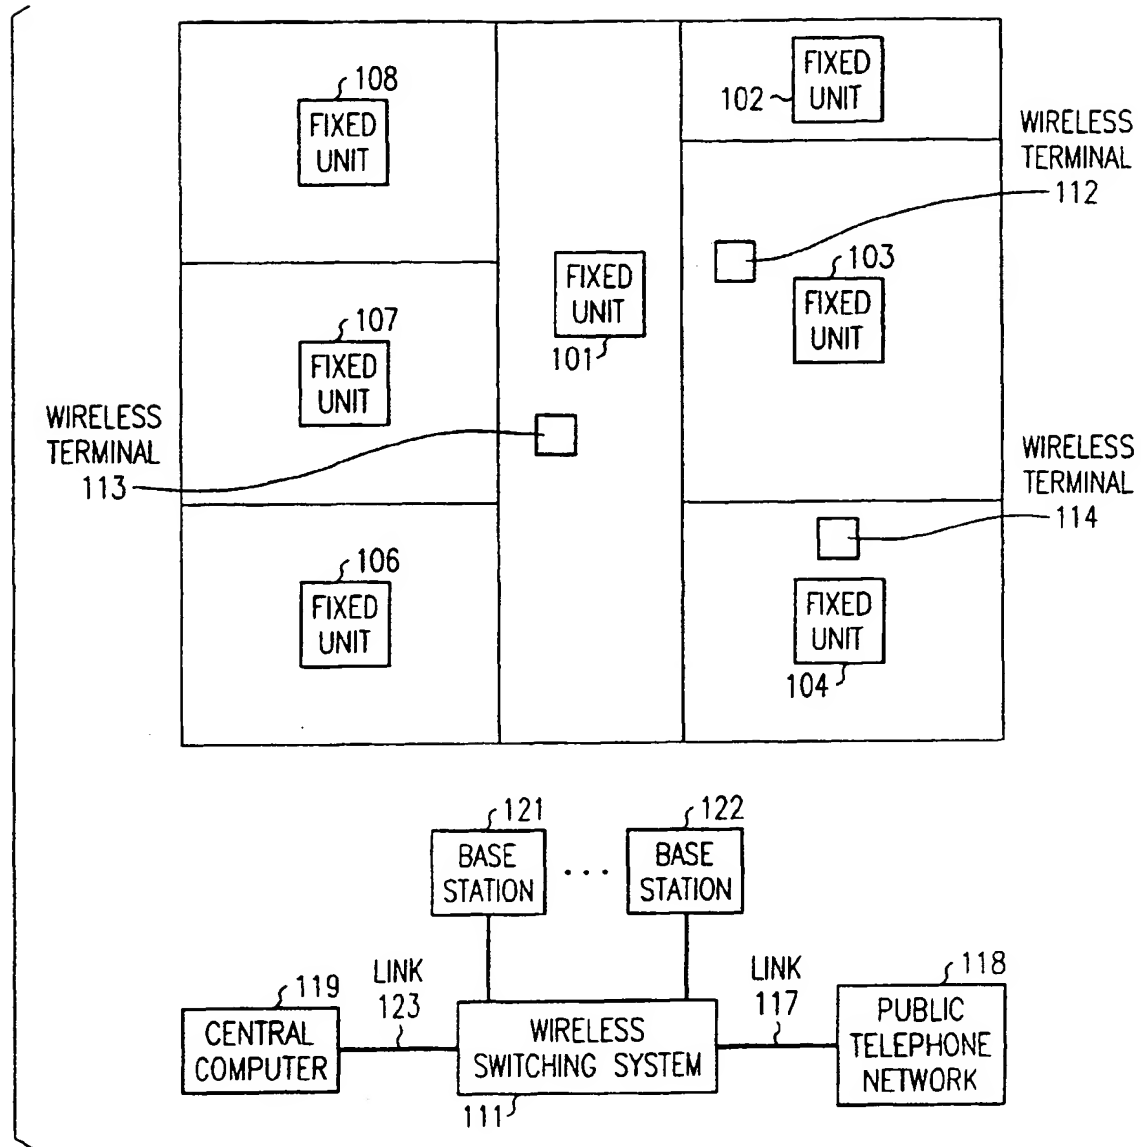 108
FIXED
UNIT
FIXED
UNIT
102
WIRELESS
TERMINAL
112
FIXED
UNIT
101
103
FIXED
UNIT
107
FIXED
UNIT
WIRELESS
TERMINAL
113
WIRELESS
TERMINAL
114
106
FIXED
UNIT
FIXED
UNIT
104
121
BASE
STATION
...
122
BASE
STATION
119
CENTRAL
COMPUTER
LINK
123
WIRELESS
SWITCHING SYSTEM
111
LINK
117
118
PUBLIC
TELEPHONE
NETWORK